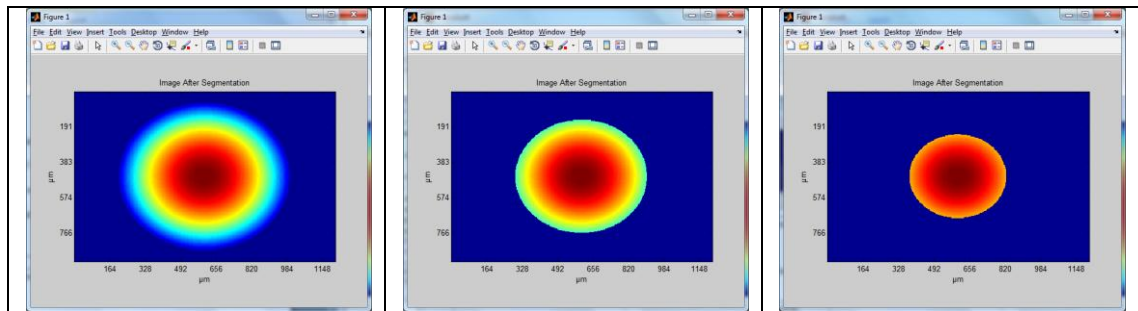 Figure 1
File Edit View Insert Tools Desktop Window Help
Image After Segmentation
191
383
574
766
µm
164 328 492 656 820 984 1148
µm
Figure 1
File Edit View Insert Tools Desktop Window Help
Image After Segmentation
191
383
574
766
µm
164 328 492 656 820 984 1148
µm
Figure 1
File Edit View Insert Tools Desktop Window Help
Image After Segmentation
191
383
574
766
µm
164 328 492 656 820 984 1148
µm